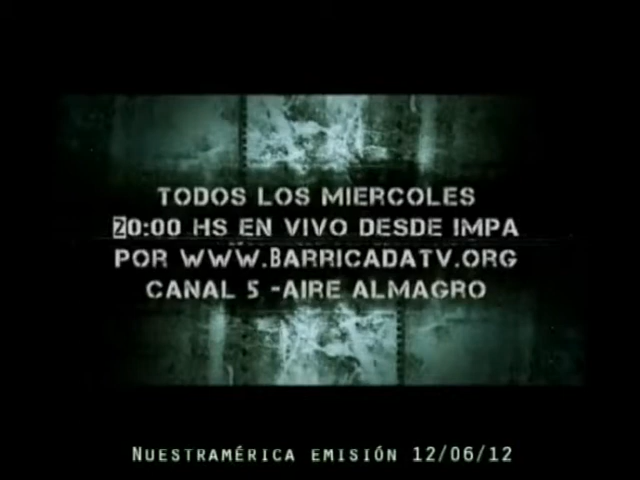 TODOS LOS MIERCOLES
20:00 HS EN VIVO DESDE IMPA
POR WWW.BARRICADATV.ORG
CANAL 5 -AIRE ALMAGRO
NUESTRAMÉRICA EMISIÓN 12/06/12